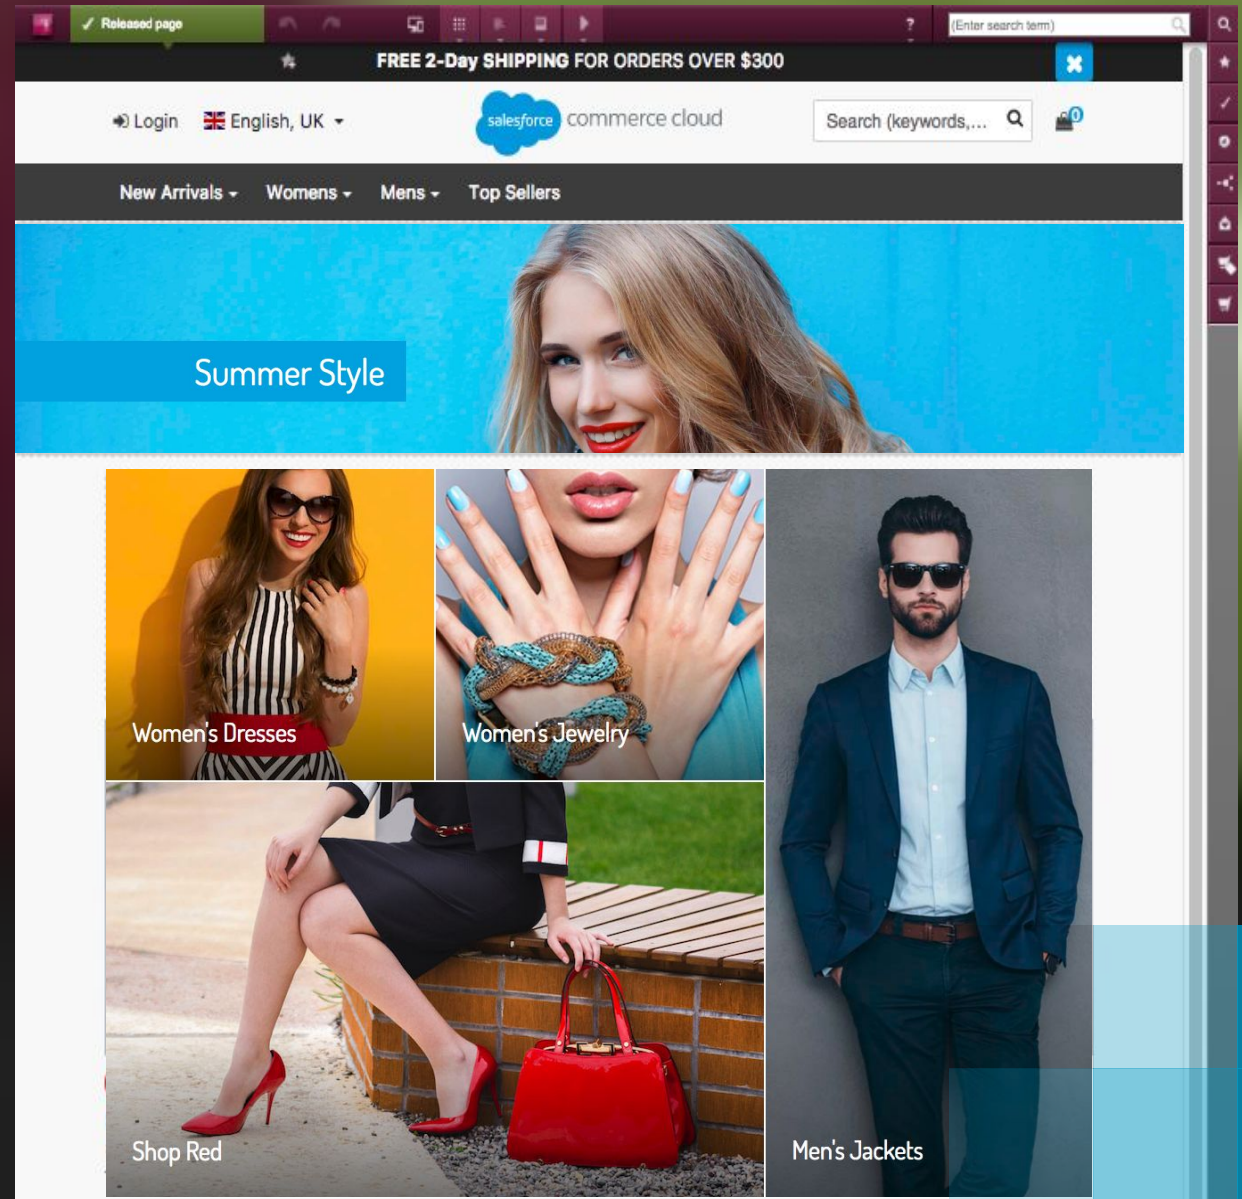 Released page
?
(Enter search term)
FREE 2-Day SHIPPING FOR ORDERS OVER $300
Login
English, UK
salesforce commerce cloud
Search (keywords,...
0
New Arrivals
Womens
Mens
Top Sellers
Summer Style
Women's Dresses
Women's Jewelry
Shop Red
Men's Jackets